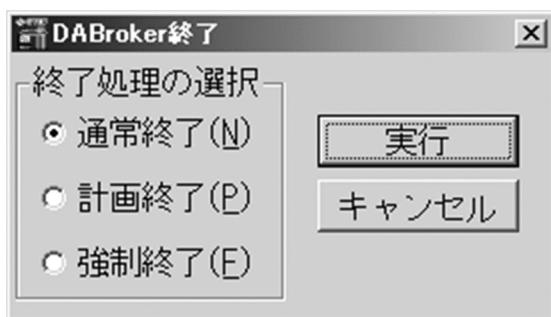 DABroker終了
終了処理の選択
通常終了(N)
計画終了(P)
強制終了(F)
実行
キャンセル